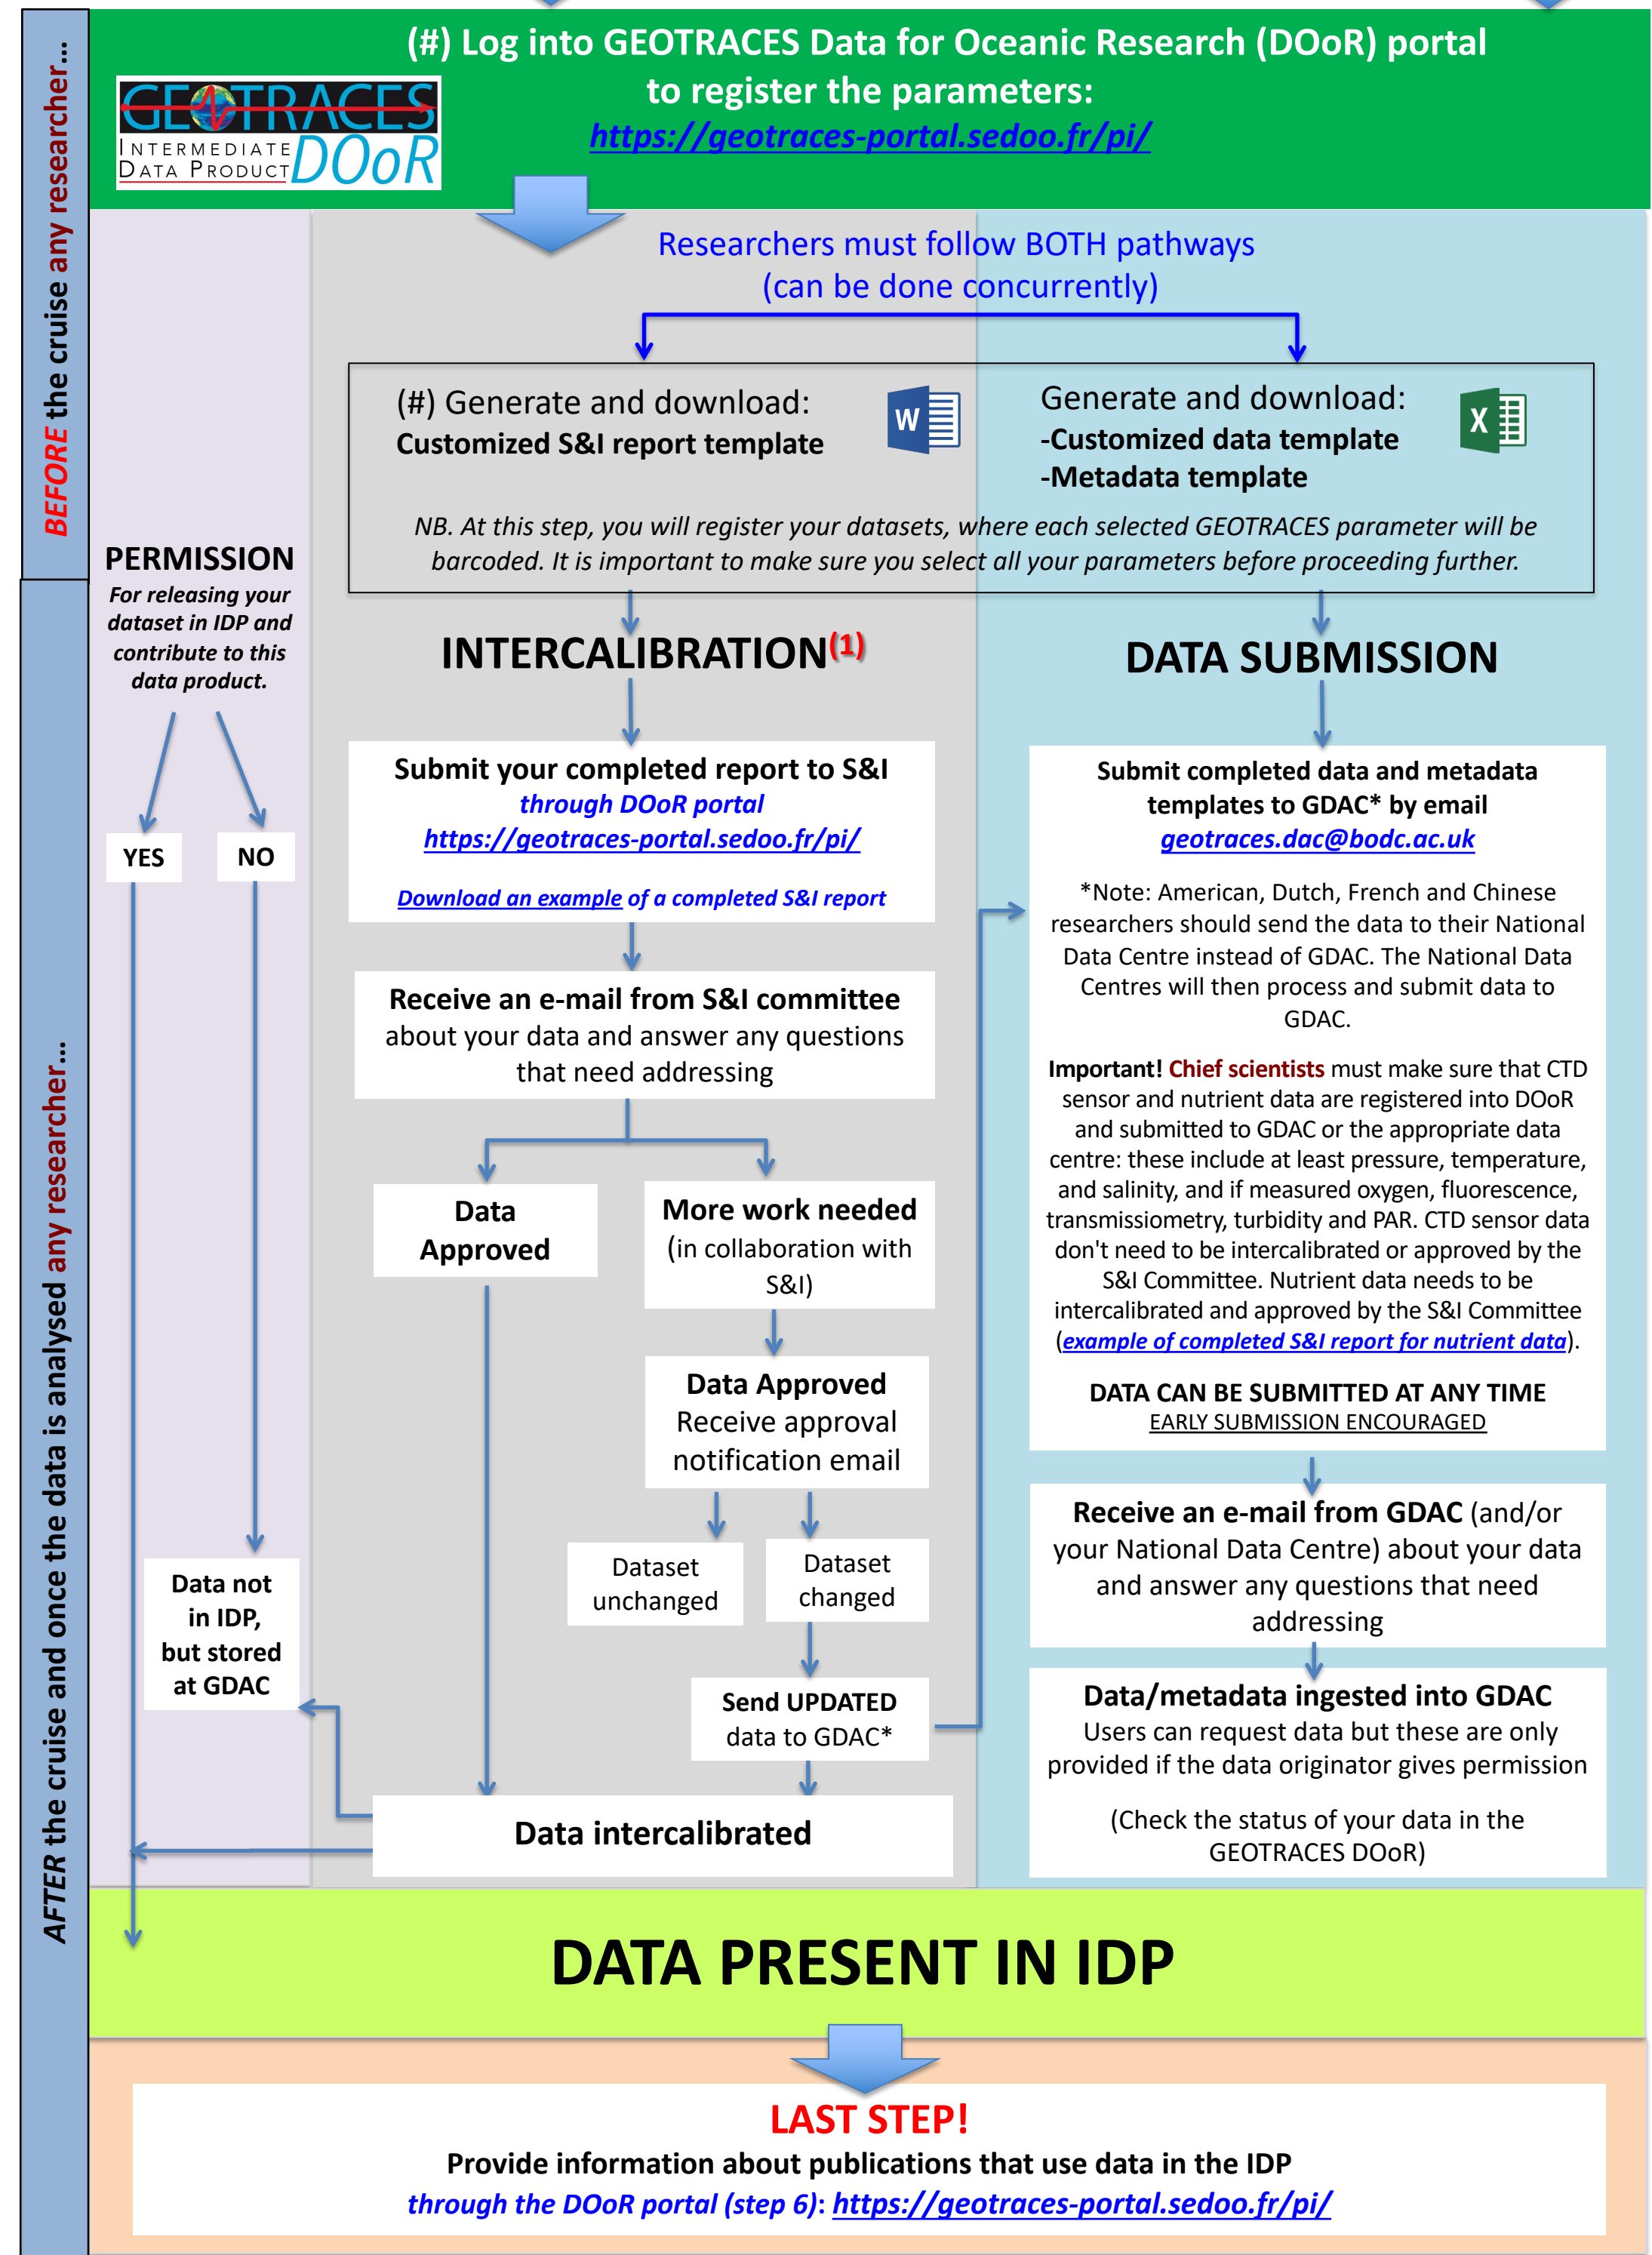 BEFORE the cruise any researcher...
(#) Log into GEOTRACES Data for Oceanic Research (DOoR) portal
to register the parameters:
https://geotraces-portal.sedoo.fr/pi/
GEOTRACES
INTERMEDIATE
DATA PRODUCT
DOoR
Researchers must follow BOTH pathways
(can be done concurrently)
(#) Generate and download:
Customized S&I report template
W
Generate and download:
-Customized data template
-Metadata template
X
NB. At this step, you will register your datasets, where each selected GEOTRACES parameter will be
barcoded. It is important to make sure you select all your parameters before proceeding further.
AFTER the cruise and once the data is analysed any researcher...
PERMISSION
For releasing your
dataset in IDP and
contribute to this
data product.
YES
NO
Data not
in IDP,
but stored
at GDAC
INTERCALIBRATION(1)
Submit your completed report to S&I
through DOoR portal
https://geotraces-portal.sedoo.fr/pi/
Download an example of a completed S&I report
Receive an e-mail from S&I committee
about your data and answer any questions
that need addressing
Data
Approved
More work needed
(in collaboration with
S&I)
Data Approved
Receive approval
notification email
Dataset
unchanged
Dataset
changed
Send UPDATED
data to GDAC*
Data intercalibrated
DATA SUBMISSION
Submit completed data and metadata
templates to GDAC* by email
geotraces.dac@bodc.ac.uk
*Note: American, Dutch, French and Chinese
researchers should send the data to their National
Data Centre instead of GDAC. The National Data
Centres will then process and submit data to
GDAC.
Important! Chief scientists must make sure that CTD
sensor and nutrient data are registered into DOoR
and submitted to GDAC or the appropriate data
centre: these include at least pressure, temperature,
and salinity, and if measured oxygen, fluorescence,
transmissiometry, turbidity and PAR. CTD sensor data
don't need to be intercalibrated or approved by the
S&I Committee. Nutrient data needs to be
intercalibrated and approved by the S&I Committee
(example of completed S&I report for nutrient data).
DATA CAN BE SUBMITTED AT ANY TIME
EARLY SUBMISSION ENCOURAGED
Receive an e-mail from GDAC (and/or
your National Data Centre) about your data
and answer any questions that need
addressing
Data/metadata ingested into GDAC
Users can request data but these are only
provided if the data originator gives permission
(Check the status of your data in the
GEOTRACES DOoR)
DATA PRESENT IN IDP
LAST STEP!
Provide information about publications that use data in the IDP
through the DOoR portal (step 6): https://geotraces-portal.sedoo.fr/pi/